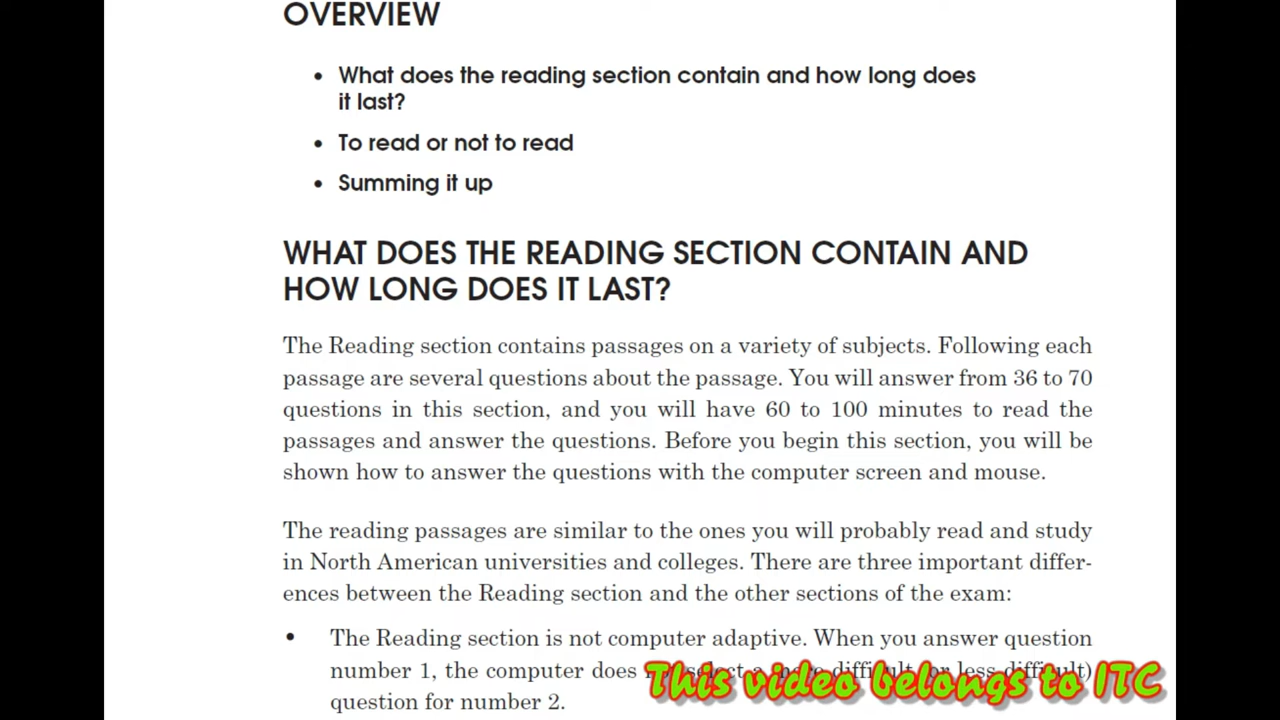 OVERVIEW
• What does the reading section contain and how long does
it last?
• To read or not to read
• Summing it up
WHAT DOES THE READING SECTION CONTAIN AND
HOW LONG DOES IT LAST?
The Reading section contains passages on a variety of subjects. Following each
passage are several questions about the passage. You will answer from 36 to 70
questions in this section, and you will have 60 to 100 minutes to read the
passages and answer the questions. Before you begin this section, you will be
shown how to answer the questions with the computer screen and mouse.
The reading passages are similar to the ones you will probably read and study
in North American universities and colleges. There are three important differ-
ences between the Reading section and the other sections of the exam:
• The Reading section is not computer adaptive. When you answer question
number 1, the computer does not select a more difficult (or less difficult)
question for number 2.
This video belongs to ITC